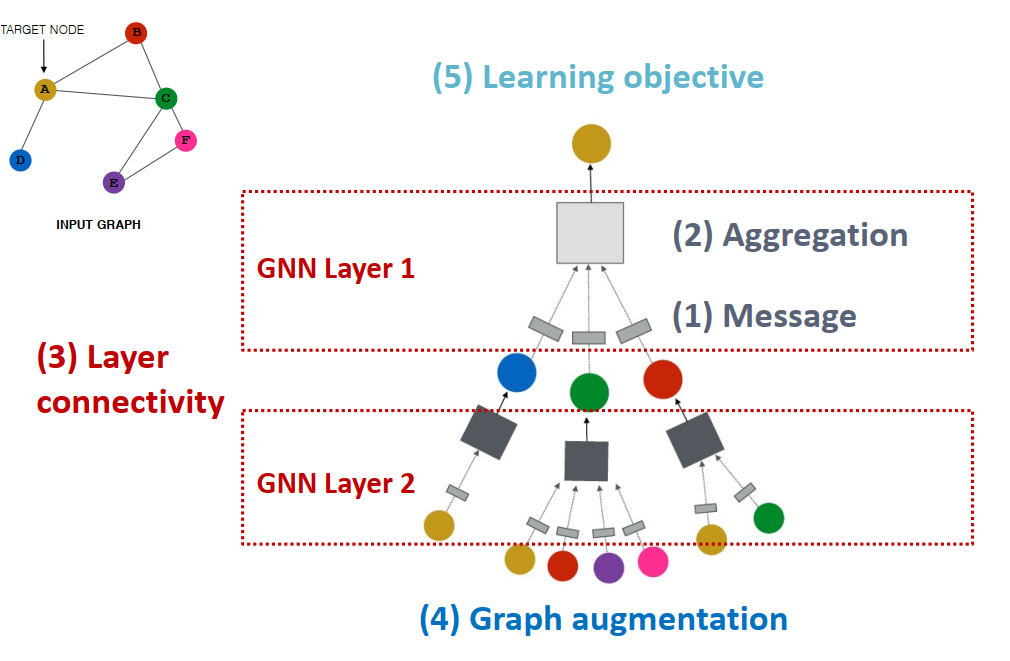 TARGET NODE
B
A
C
F
D
E
INPUT GRAPH
(5) Learning objective
GNN Layer 1
(2) Aggregation
(1) Message
(3) Layer
connectivity
GNN Layer 2
(4) Graph augmentation